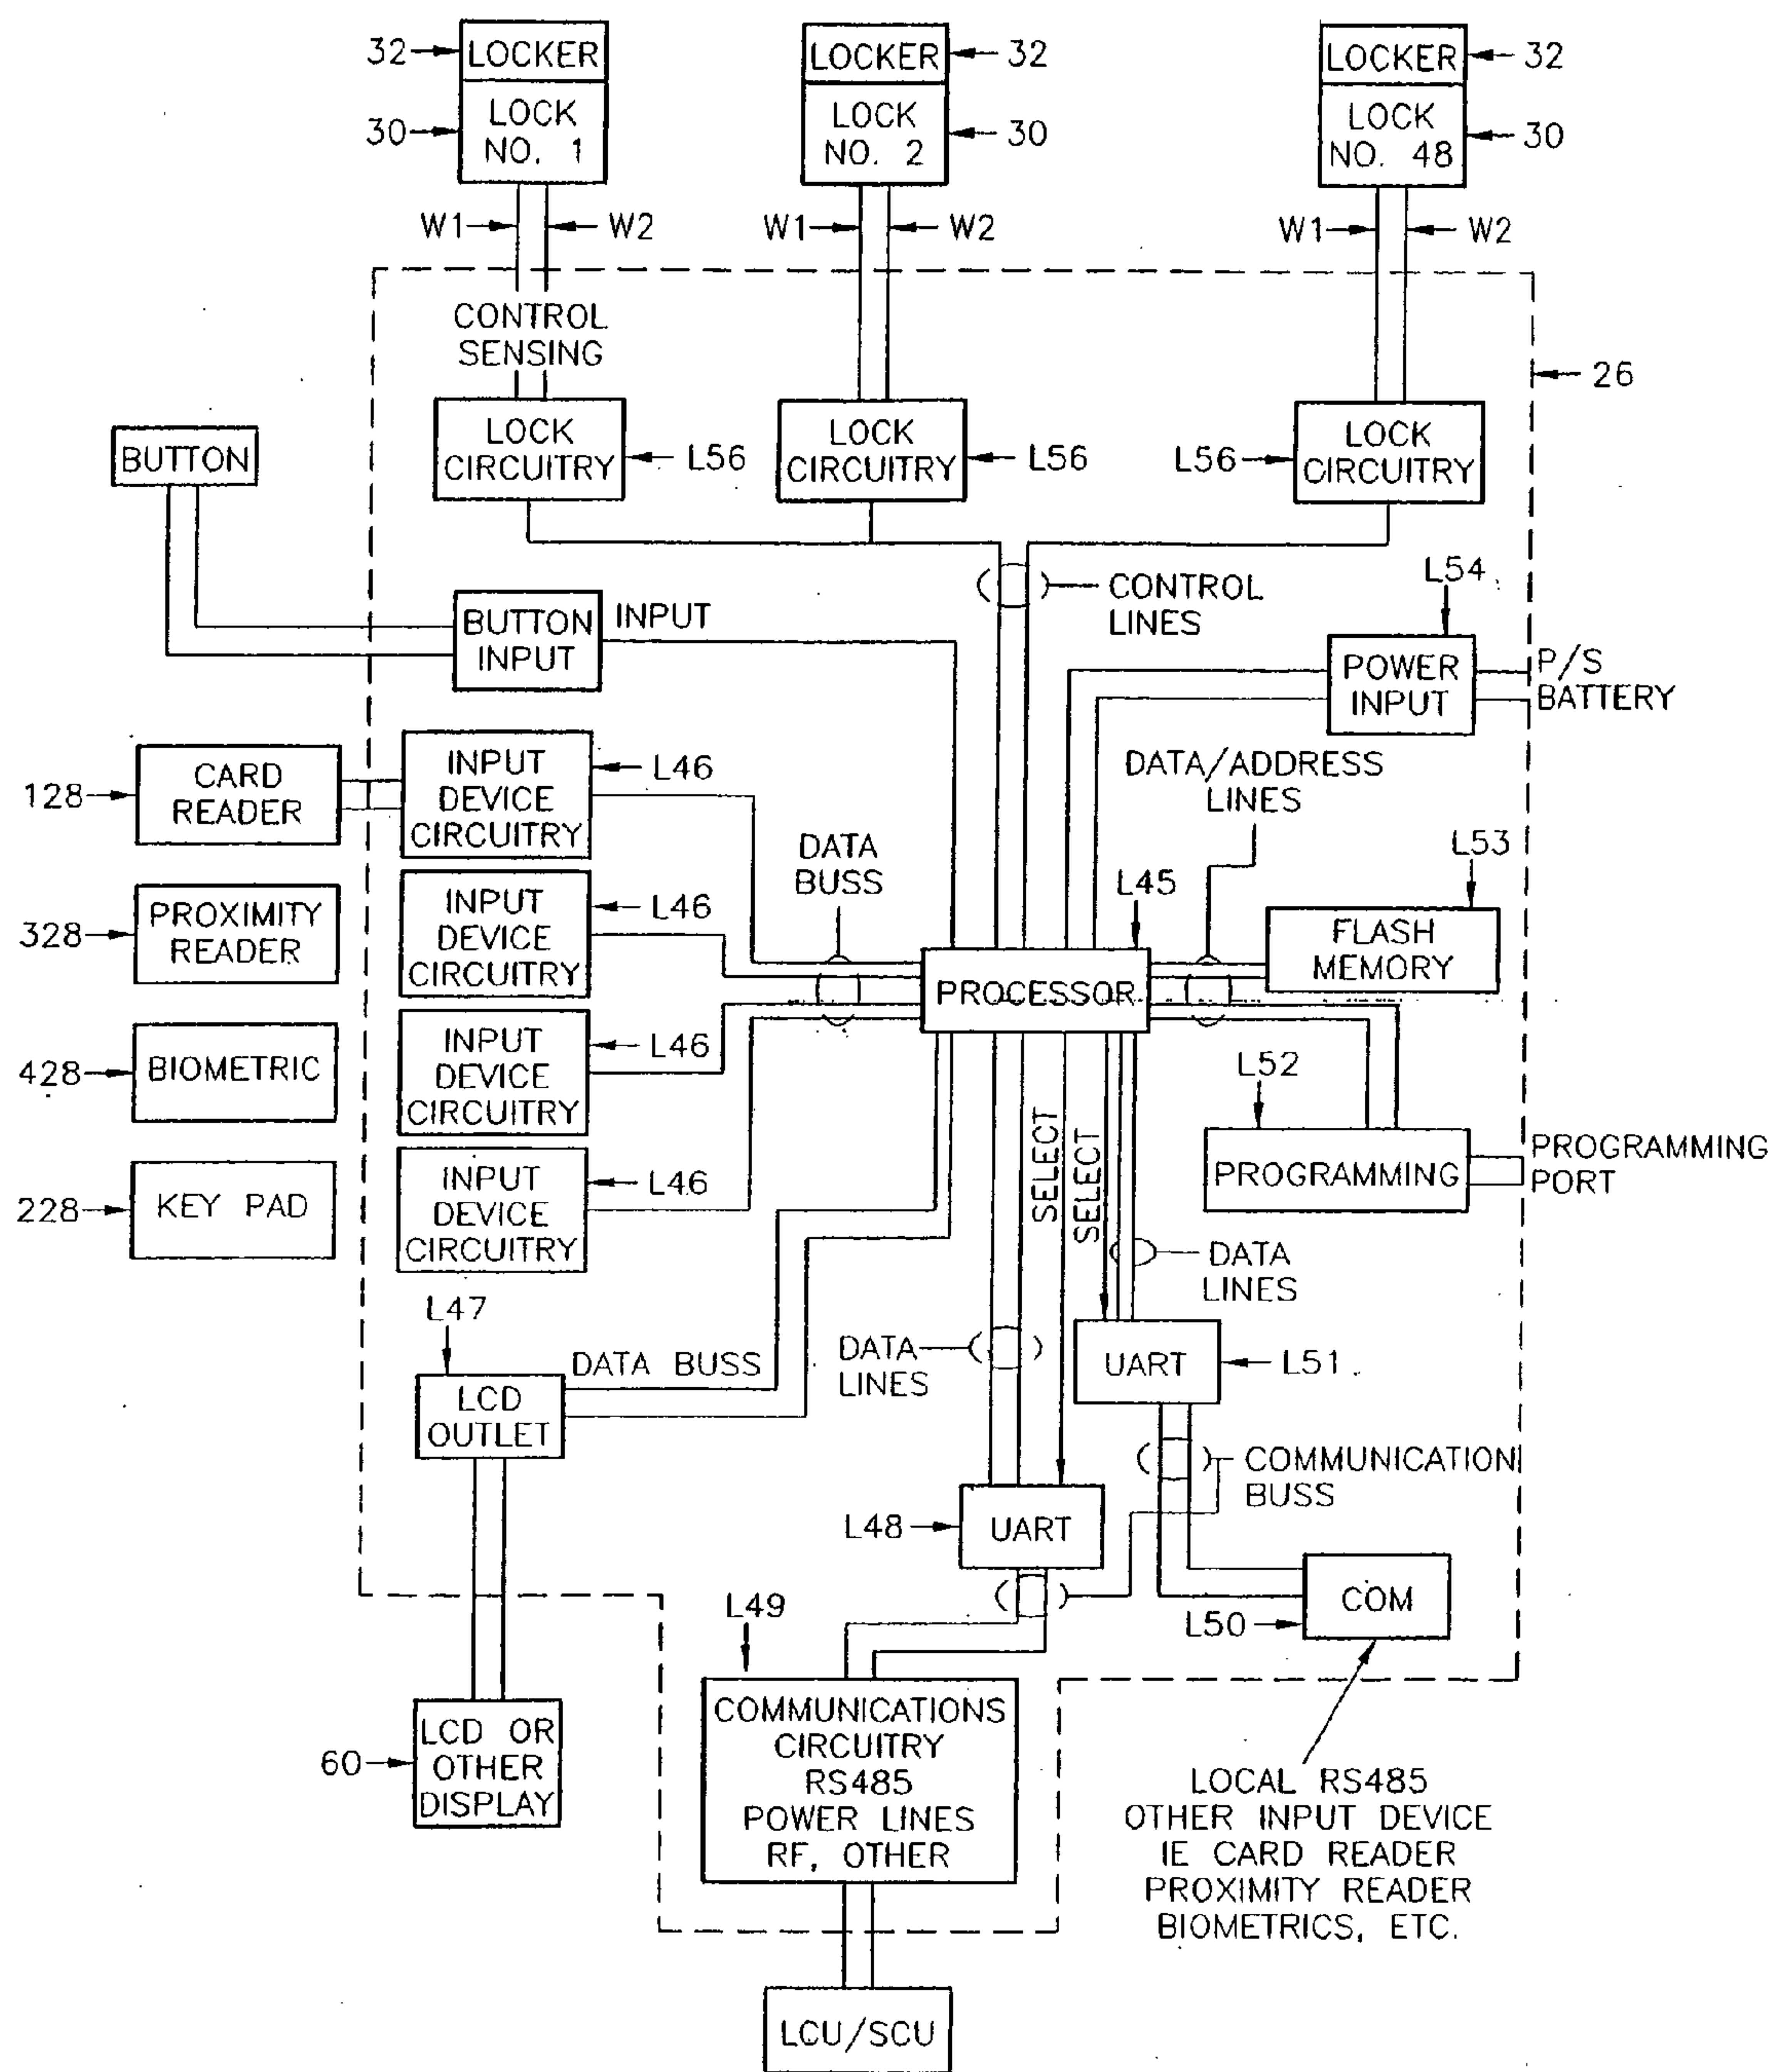 32 LOCKER
LOCKER 32
LOCKER 32
30 LOCK
NO. 1
LOCK
NO. 2 30
LOCK
NO. 48 30
W1 W2
W1 W2
W1 W2
CONTROL
SENSING
26
BUTTON
LOCK
CIRCUITRY L56
LOCK
CIRCUITRY L56
L56 LOCK
CIRCUITRY
CONTROL
LINES
L54
BUTTON
INPUT
INPUT
POWER
INPUT
P/S
BATTERY
128 CARD
READER
INPUT
DEVICE
CIRCUITRY
L46
DATA
BUSS
DATA/ADDRESS
LINES
L53
328 PROXIMITY
READER
INPUT
DEVICE
CIRCUITRY
L46
L45
PROCESSOR
FLASH
MEMORY
428 BIOMETRIC
INPUT
DEVICE
CIRCUITRY
L46
L52
SELECT
SELECT
PROGRAMMING
PROGRAMMING
PORT
228 KEY PAD
INPUT
DEVICE
CIRCUITRY
L46
DATA
LINES
L47
LCD
OUTLET
DATA BUSS
DATA
LINES
UART L51
COMMUNICATION
BUSS
L48 UART
L49
COM
L50
60 LCD OR
OTHER
DISPLAY
COMMUNICATIONS
CIRCUITRY
RS485
POWER LINES
RF, OTHER
LOCAL RS485
OTHER INPUT DEVICE
IE CARD READER
PROXIMITY READER
BIOMETRICS, ETC.
LCU/SCU